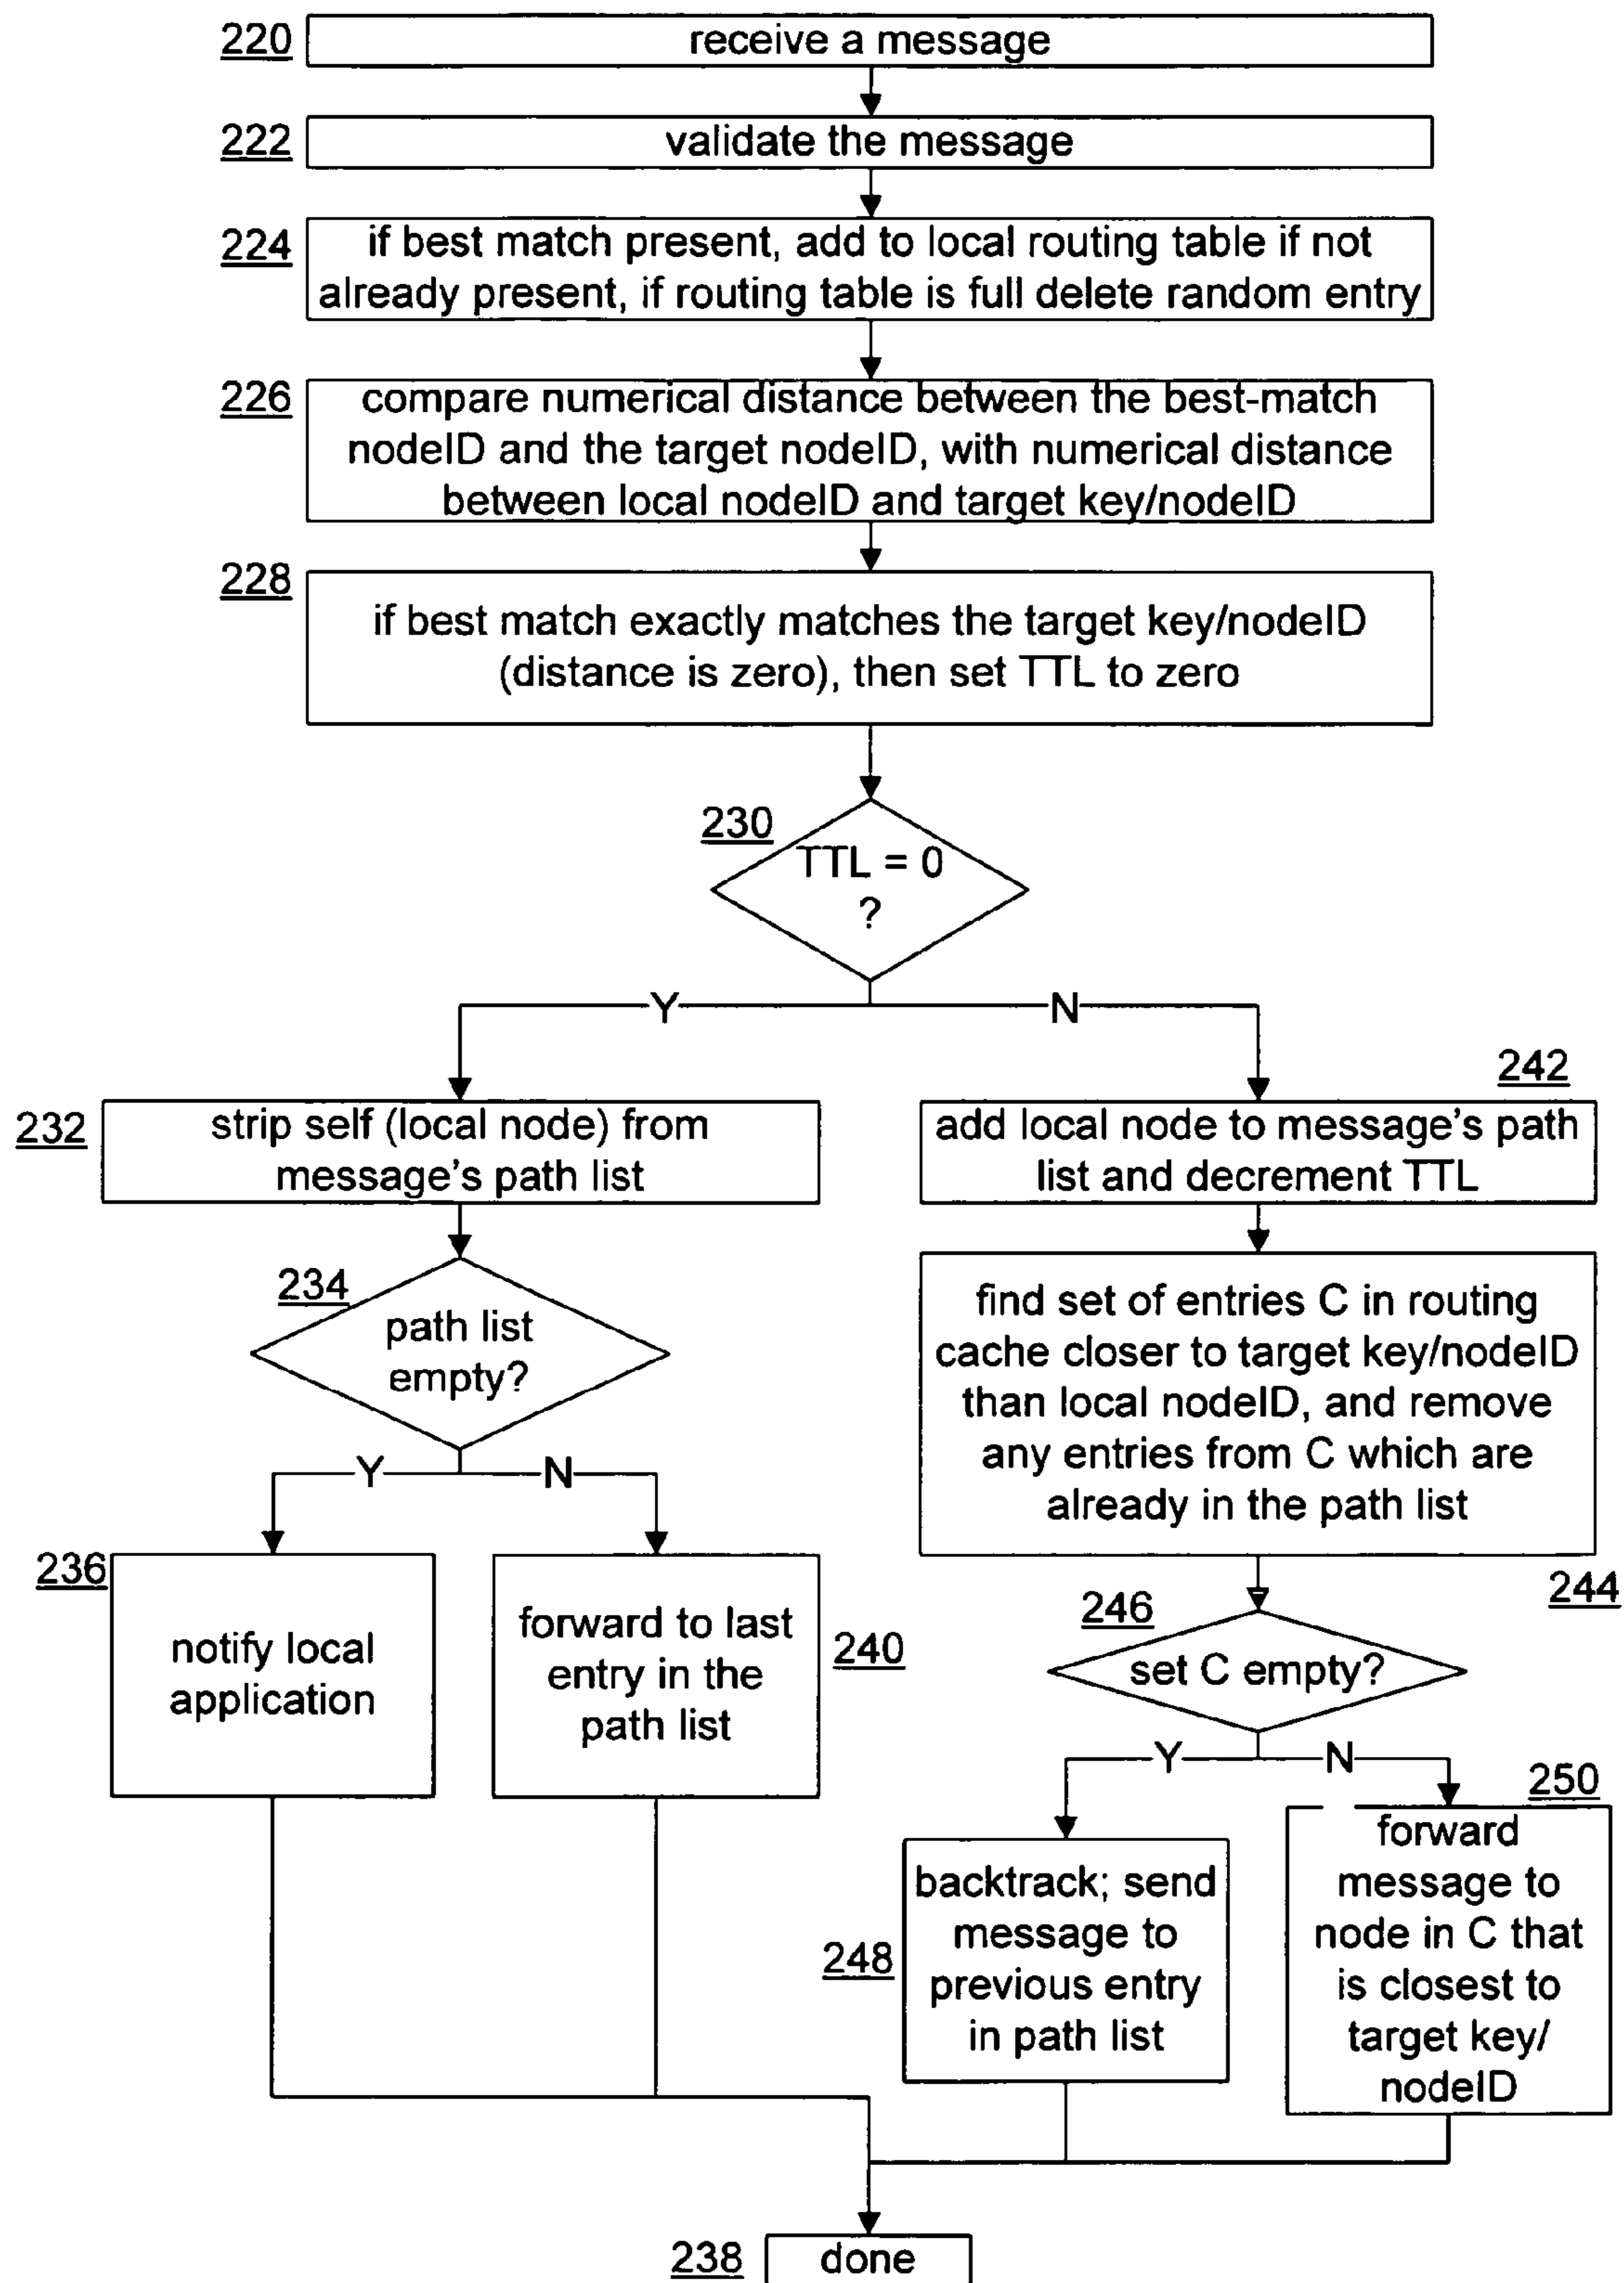 220
receive a message
222
validate the message
224
if best match present, add to local routing table if not
already present, if routing table is full delete random entry
226
compare numerical distance between the best-match
nodeID and the target nodeID, with numerical distance
between local nodeID and target key/nodeID
228
if best match exactly matches the target key/nodeID
(distance is zero), then set TTL to zero
230
TTL = 0
?
Y
N
232
strip self (local node) from
message's path list
242
add local node to message's path
list and decrement TTL
234
path list
empty?
Y
N
find set of entries C in routing
cache closer to target key/nodeID
than local nodeID, and remove
any entries from C which are
already in the path list
244
236
notify local
application
forward to last
entry in the
path list
240
246
set C empty?
Y
N
248
backtrack; send
message to
previous entry
in path list
250
forward
message to
node in C that
is closest to
target key/
nodeID
238
done